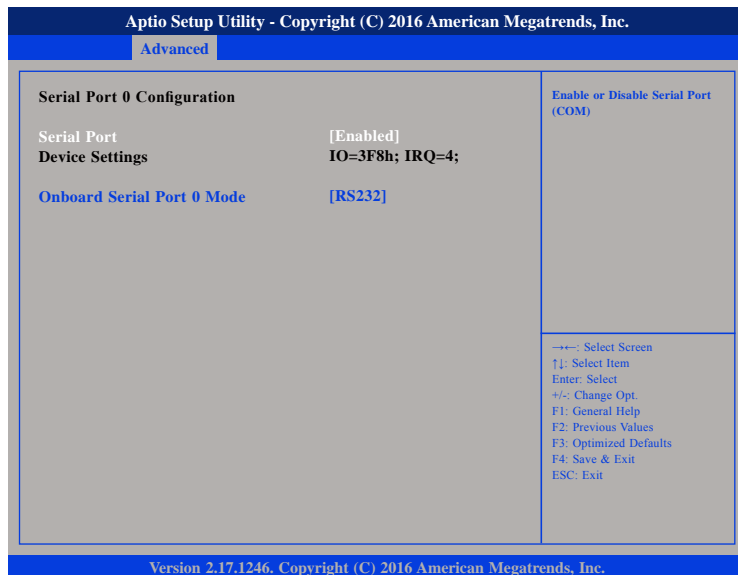 Aptio Setup Utility - Copyright (C) 2016 American Megatrends, Inc.
Advanced
Serial Port 0 Configuration
Serial Port [Enabled]
Device Settings IO=3F8h; IRQ=4;
Onboard Serial Port 0 Mode [RS232]
Enable or Disable Serial Port
(COM)
→←: Select Screen
↑↓: Select Item
Enter: Select
+/-: Change Opt.
F1: General Help
F2: Previous Values
F3: Optimized Defaults
F4: Save & Exit
ESC: Exit
Version 2.17.1246. Copyright (C) 2016 American Megatrends, Inc.